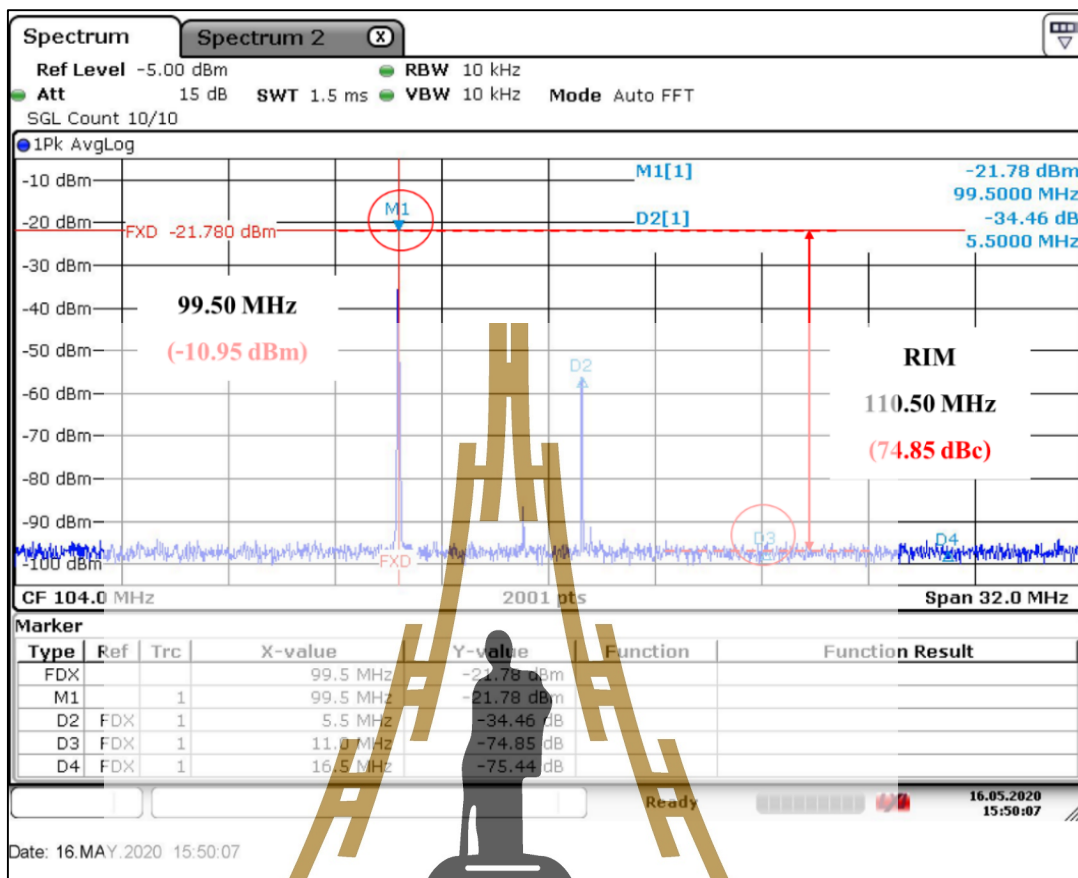 Spectrum Spectrum 2 X
Ref Level -5.00 dBm RBW 10 kHz
Att 15 dB SWT 1.5 ms VBW 10 kHz Mode Auto FFT
SGL Count 10/10
1Pk AvgLog
M1[1] -21.78 dBm
99.5000 MHz
D2[1] -34.46 dB
5.5000 MHz
-10 dBm
M1
-20 dBm
FXD -21.780 dBm
-30 dBm
-40 dBm
-50 dBm
-60 dBm
-70 dBm
-80 dBm
-90 dBm
-100 dBm
99.50 MHz
(-10.95 dBm)
D2
RIM
110.50 MHz
(74.85 dBc)
D3
D4
FXD
CF 104.0 MHz 2001 pts Span 32.0 MHz
Marker
Type Ref Trc X-value Y-value Function Function Result
FDX 99.5 MHz -21.78 dBm
M1 1 99.5 MHz -21.78 dBm
D2 FDX 1 5.5 MHz -34.46 dB
D3 FDX 1 11.0 MHz -74.85 dB
D4 FDX 1 16.5 MHz -75.44 dB
Ready 16.05.2020
15:50:07
Date: 16.MAY.2020 15:50:07